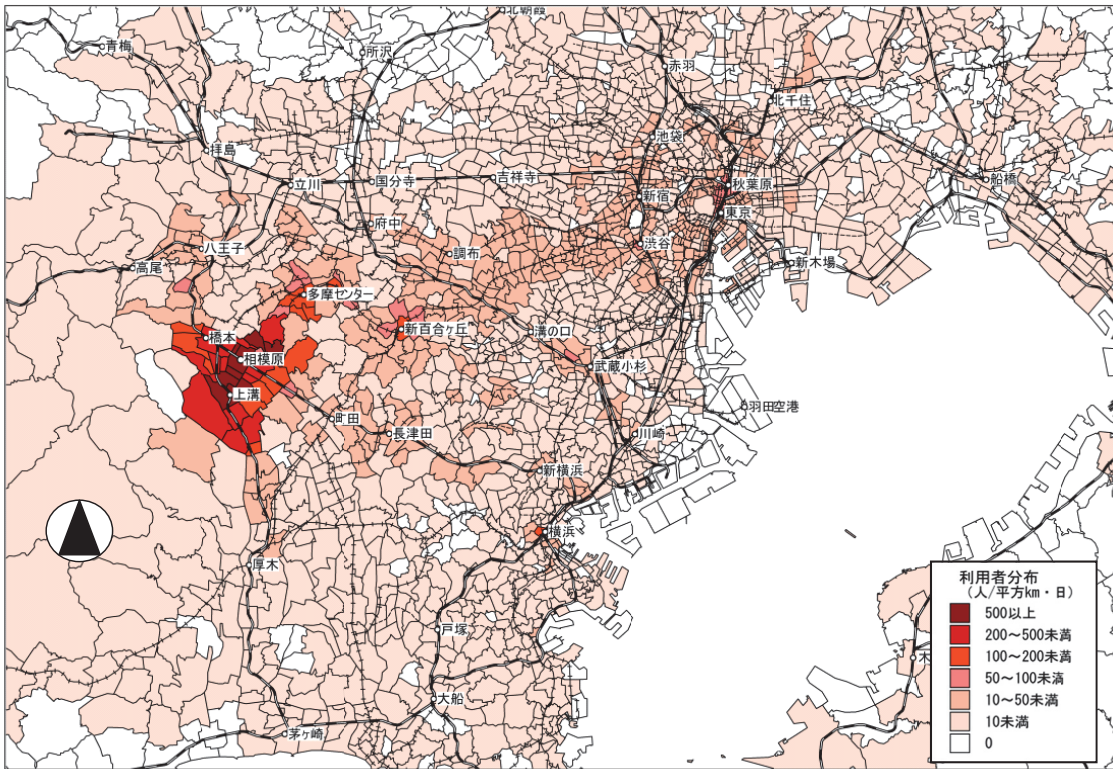 北朝霞
青梅
所沢
赤羽
北千住
拝島
池袋
立川
国分寺
吉祥寺
秋葉原
船橋
新宿
東京
府中
八王子
調布
渋谷
高尾
新木場
多摩センター
新百合ヶ丘
溝の口
橋本
相模原
武蔵小杉
上溝
羽田空港
町田
長津田
川崎
新横浜
横浜
厚木
戸塚
大船
茅ヶ崎
木
利用者分布
(人/平方km・日)
500以上
200~500未満
100~200未満
50~100未満
10~50未満
10未満
0